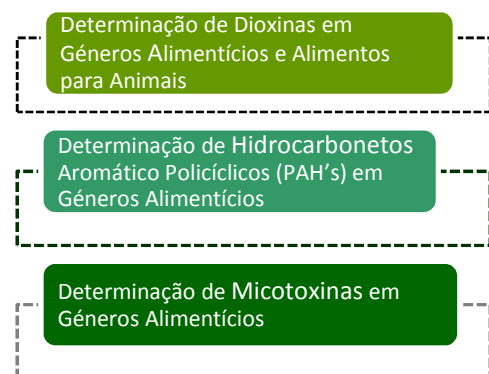 Determinação de Dioxinas em
Géneros Alimentícios e Alimentos
para Animais
Determinação de Hidrocarbonetos
Aromático Policíclicos (PAH’s) em
Géneros Alimentícios
Determinação de Micotoxinas em
Géneros Alimentícios